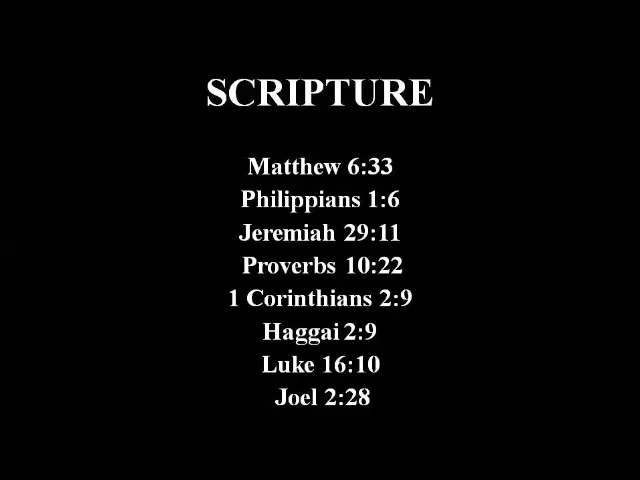 SCRIPTURE
Matthew 6:33
Philippians 1:6
Jeremiah 29:11
Proverbs 10:22
1 Corinthians 2:9
Haggai 2:9
Luke 16:10
Joel 2:28